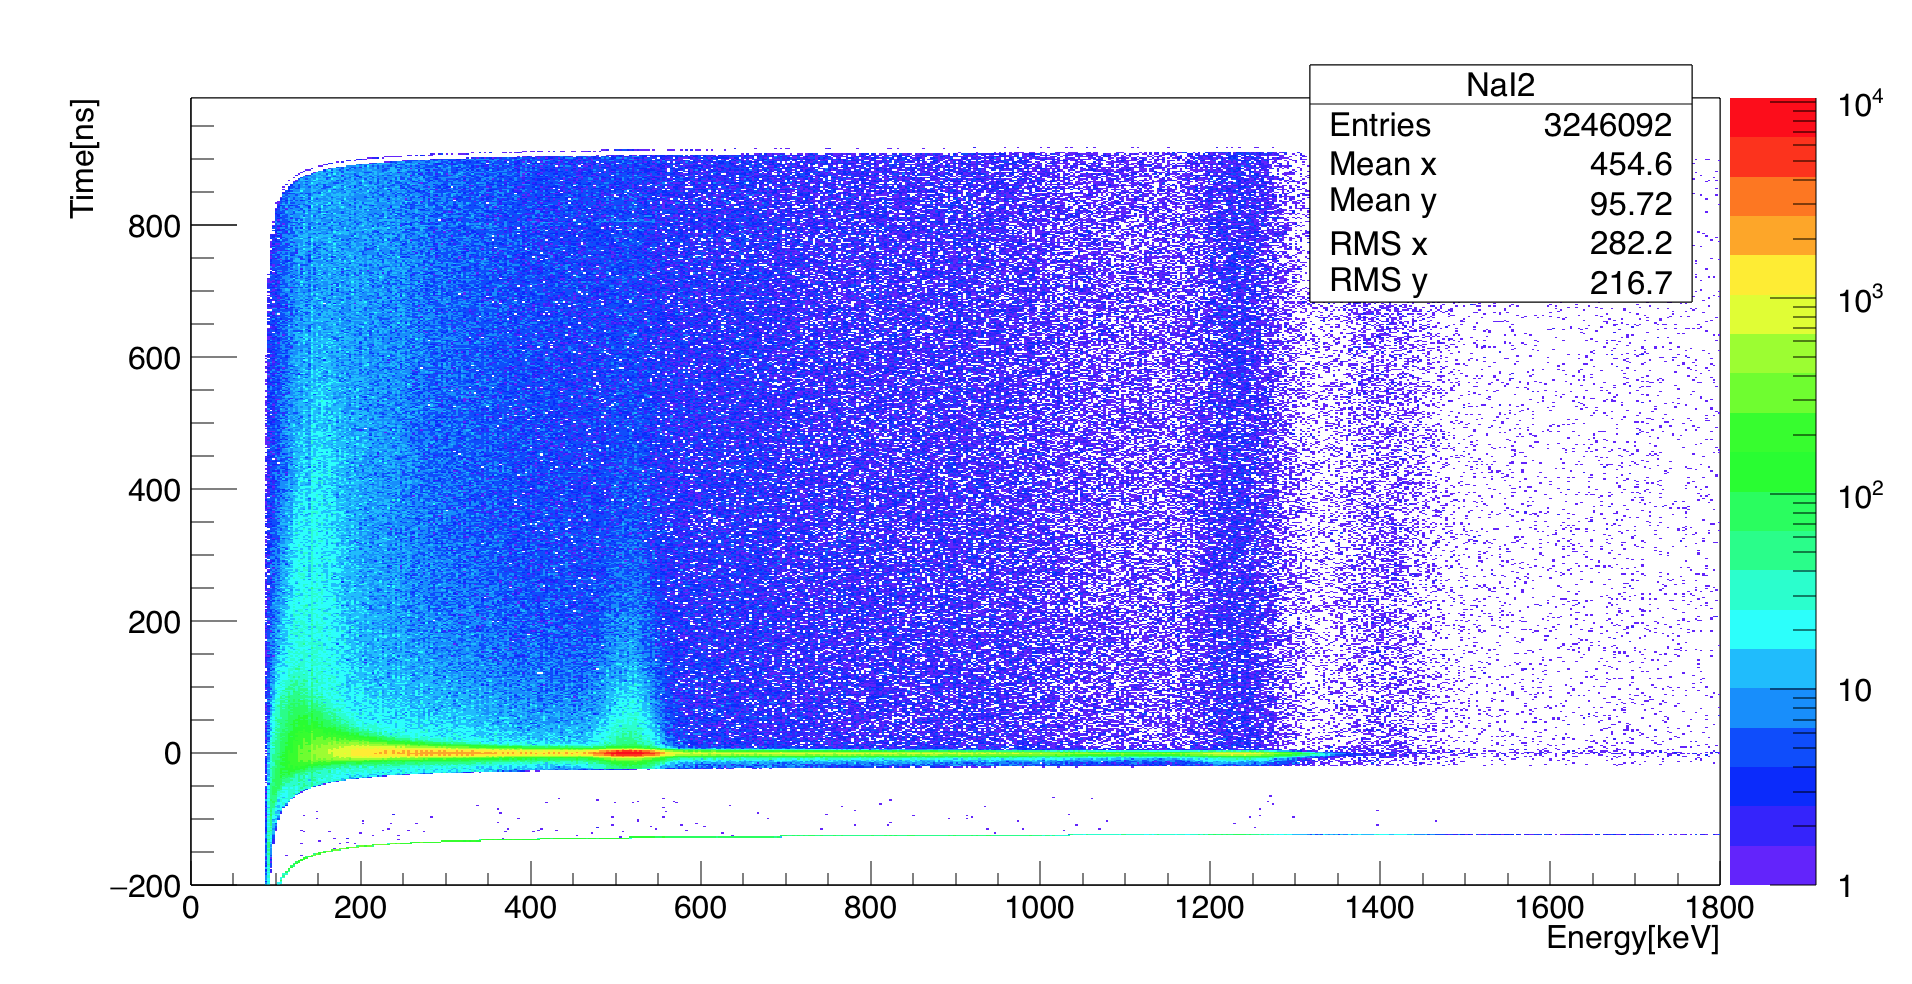 NaI2
Entries 3246092
Mean x 454.6
Mean y 95.72
RMS x 282.2
RMS y 216.7
Time[ns]
800
600
400
200
0
−200
0 200 400 600 800 1000 1200 1400 1600 1800
Energy[keV]
10^4
10^3
10^2
10
1